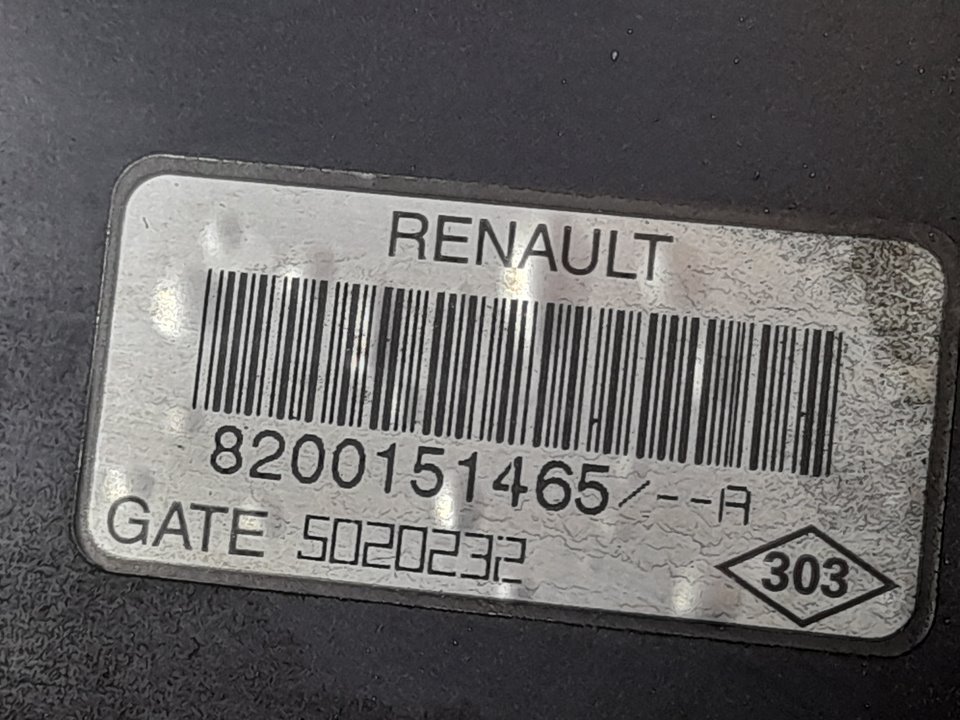 RENAULT
8200151465/--A
GATE 5020232
303